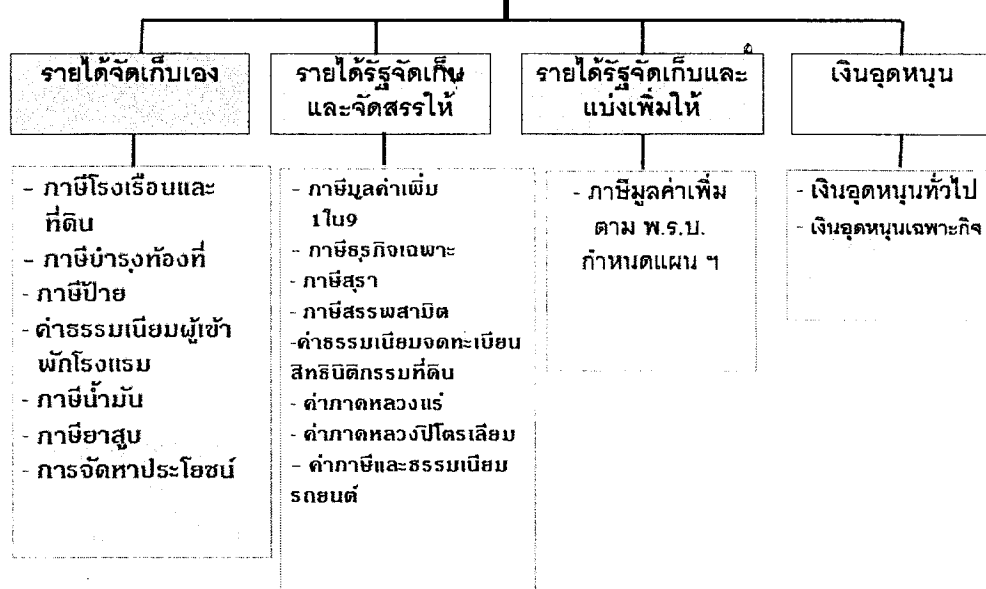 รายได้จัดเก็บเอง
รายได้รัฐจัดเก็บ
และจัดสรรให้
รายได้รัฐจัดเก็บและ
แบ่งเพิ่มให้
เงินอุดหนุน
- ภาษีโรงเรือนและ
ที่ดิน
- ภาษีบำรุงท้องที่
- ภาษีป้าย
- ค่าธรรมเนียมผู้เข้า
พักโรงแรม
- ภาษีน้ำมัน
- ภาษียาสูบ
- การจัดหาประโยชน์
- ภาษีมูลค่าเพิ่ม
1ใน9
- ภาษีธุรกิจเฉพาะ
- ภาษีสุรา
- ภาษีสรรพสามิต
-ค่าธรรมเนียมจดทะเบียน
สิทธินิติกรรมที่ดิน
- ค่าภาคหลวงแร่
- ค่าภาคหลวงปิโตรเลียม
- ค่าภาษีและธรรมเนียม
รถยนต์
- ภาษีมูลค่าเพิ่ม
ตาม พ.ร.บ.
กำหนดแผน ฯ
- เงินอุดหนุนทั่วไป
- เงินอุดหนุนเฉพาะกิจ